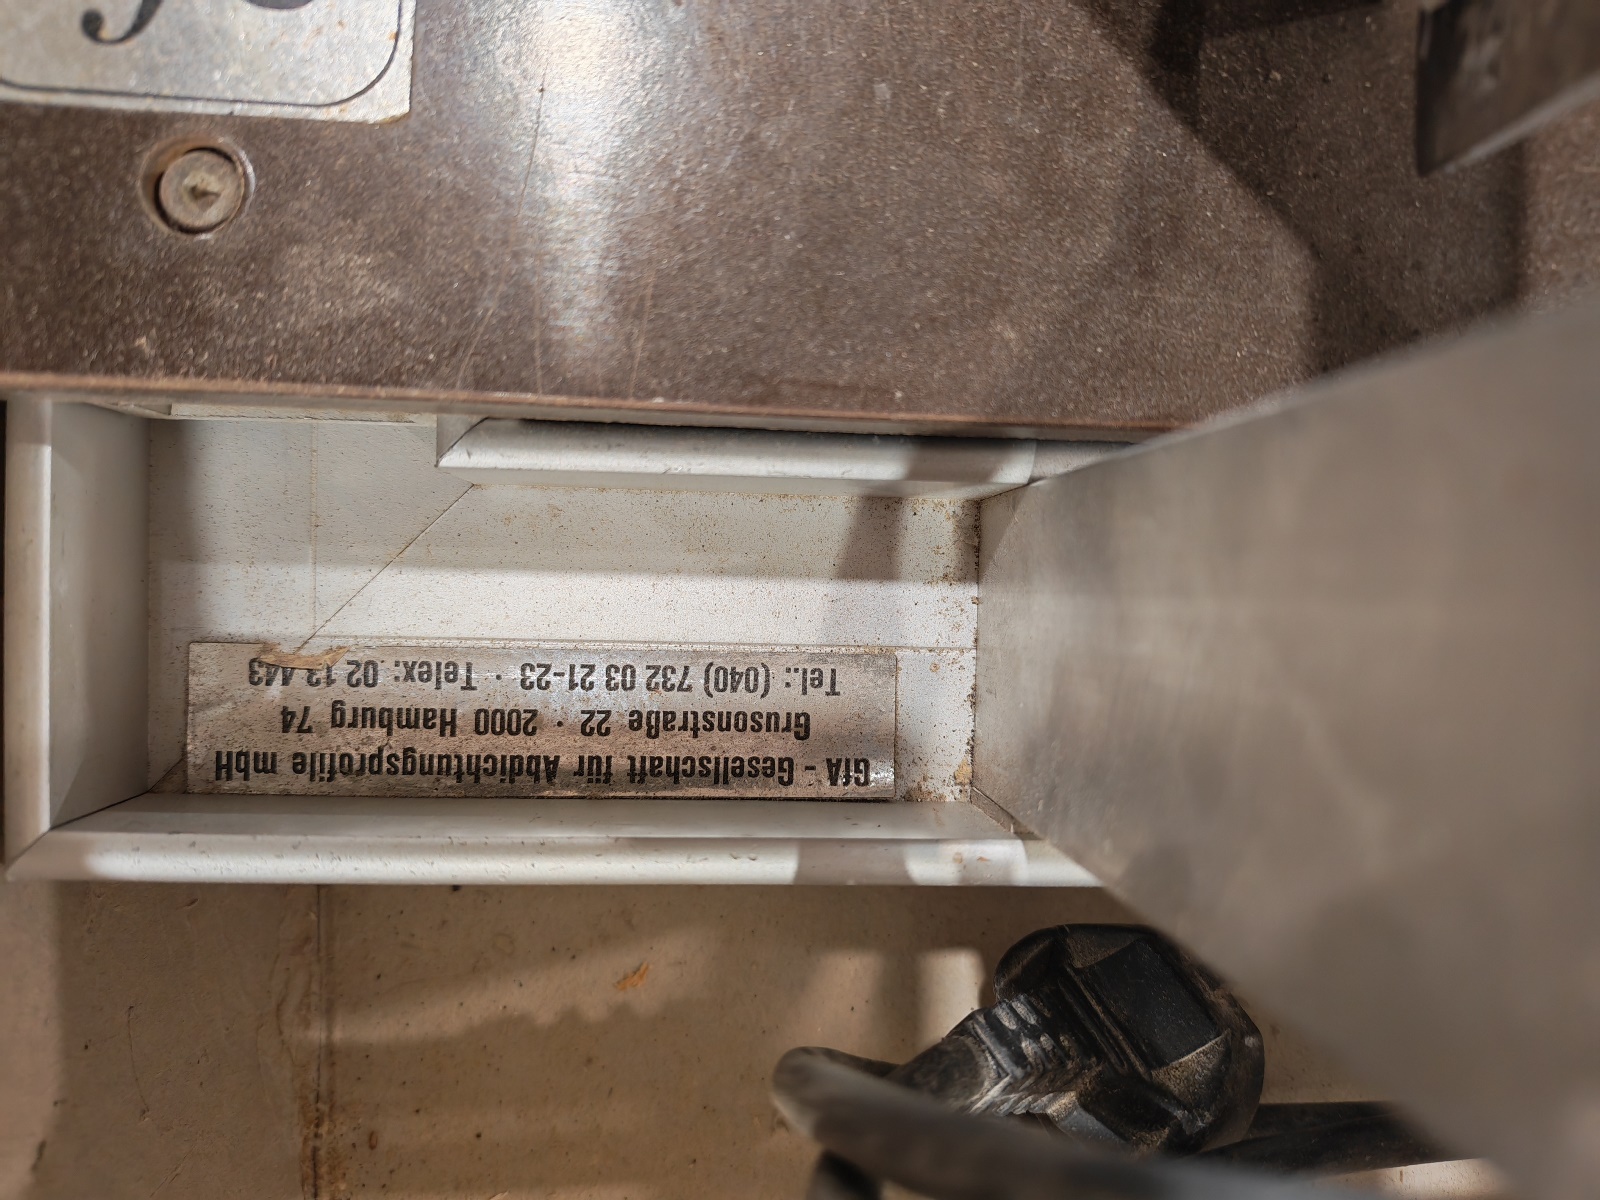 GfA - Gesellschaft für Abdichtungsprofile mbH
Grusonstraße 22 · 2000 Hamburg 74
Tel.: (040) 732 03 21-23 · Telex: 02 13 443